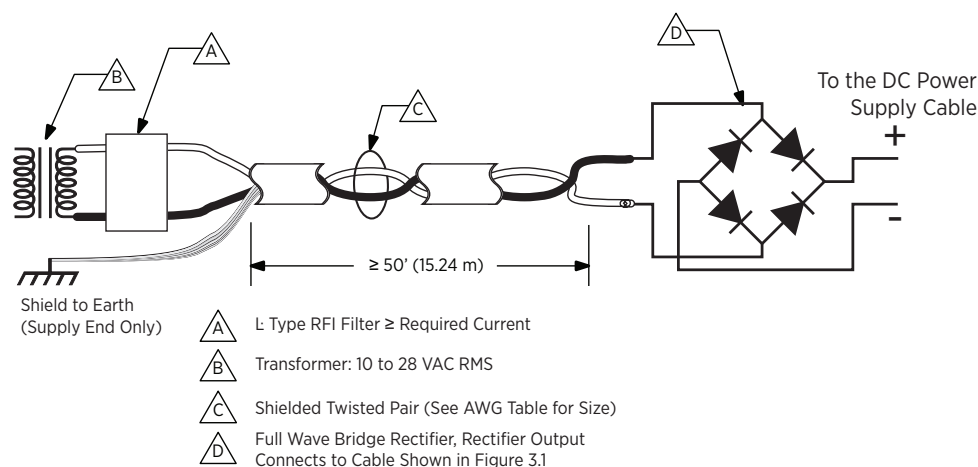 D
A
B
To the DC Power
Supply Cable
C
+
-
≥ 50’ (15.24 m)
Shield to Earth
(Supply End Only)
A L- Type RFI Filter ≥ Required Current
B Transformer: 10 to 28 VAC RMS
C Shielded Twisted Pair (See AWG Table for Size)
D Full Wave Bridge Rectifier, Rectifier Output
Connects to Cable Shown in Figure 3.1